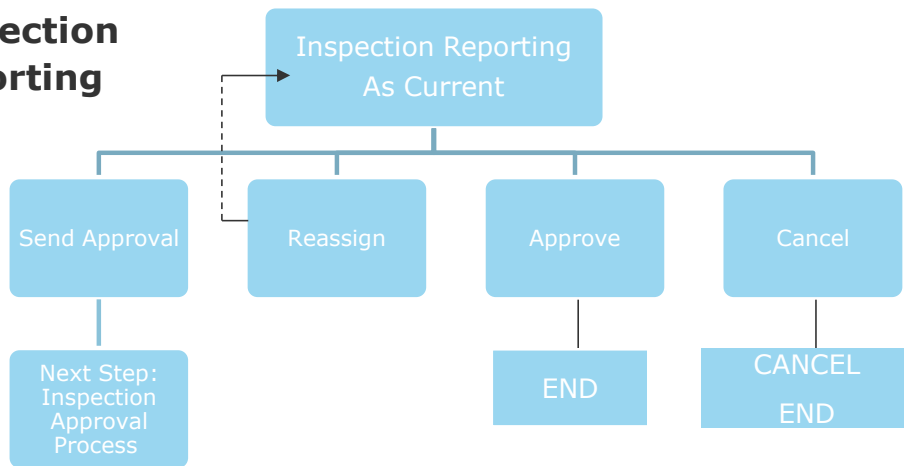 ection
orting
Inspection Reporting
As Current
Send Approval
Reassign
Approve
Cancel
Next Step:
Inspection
Approval
Process
END
CANCEL
END